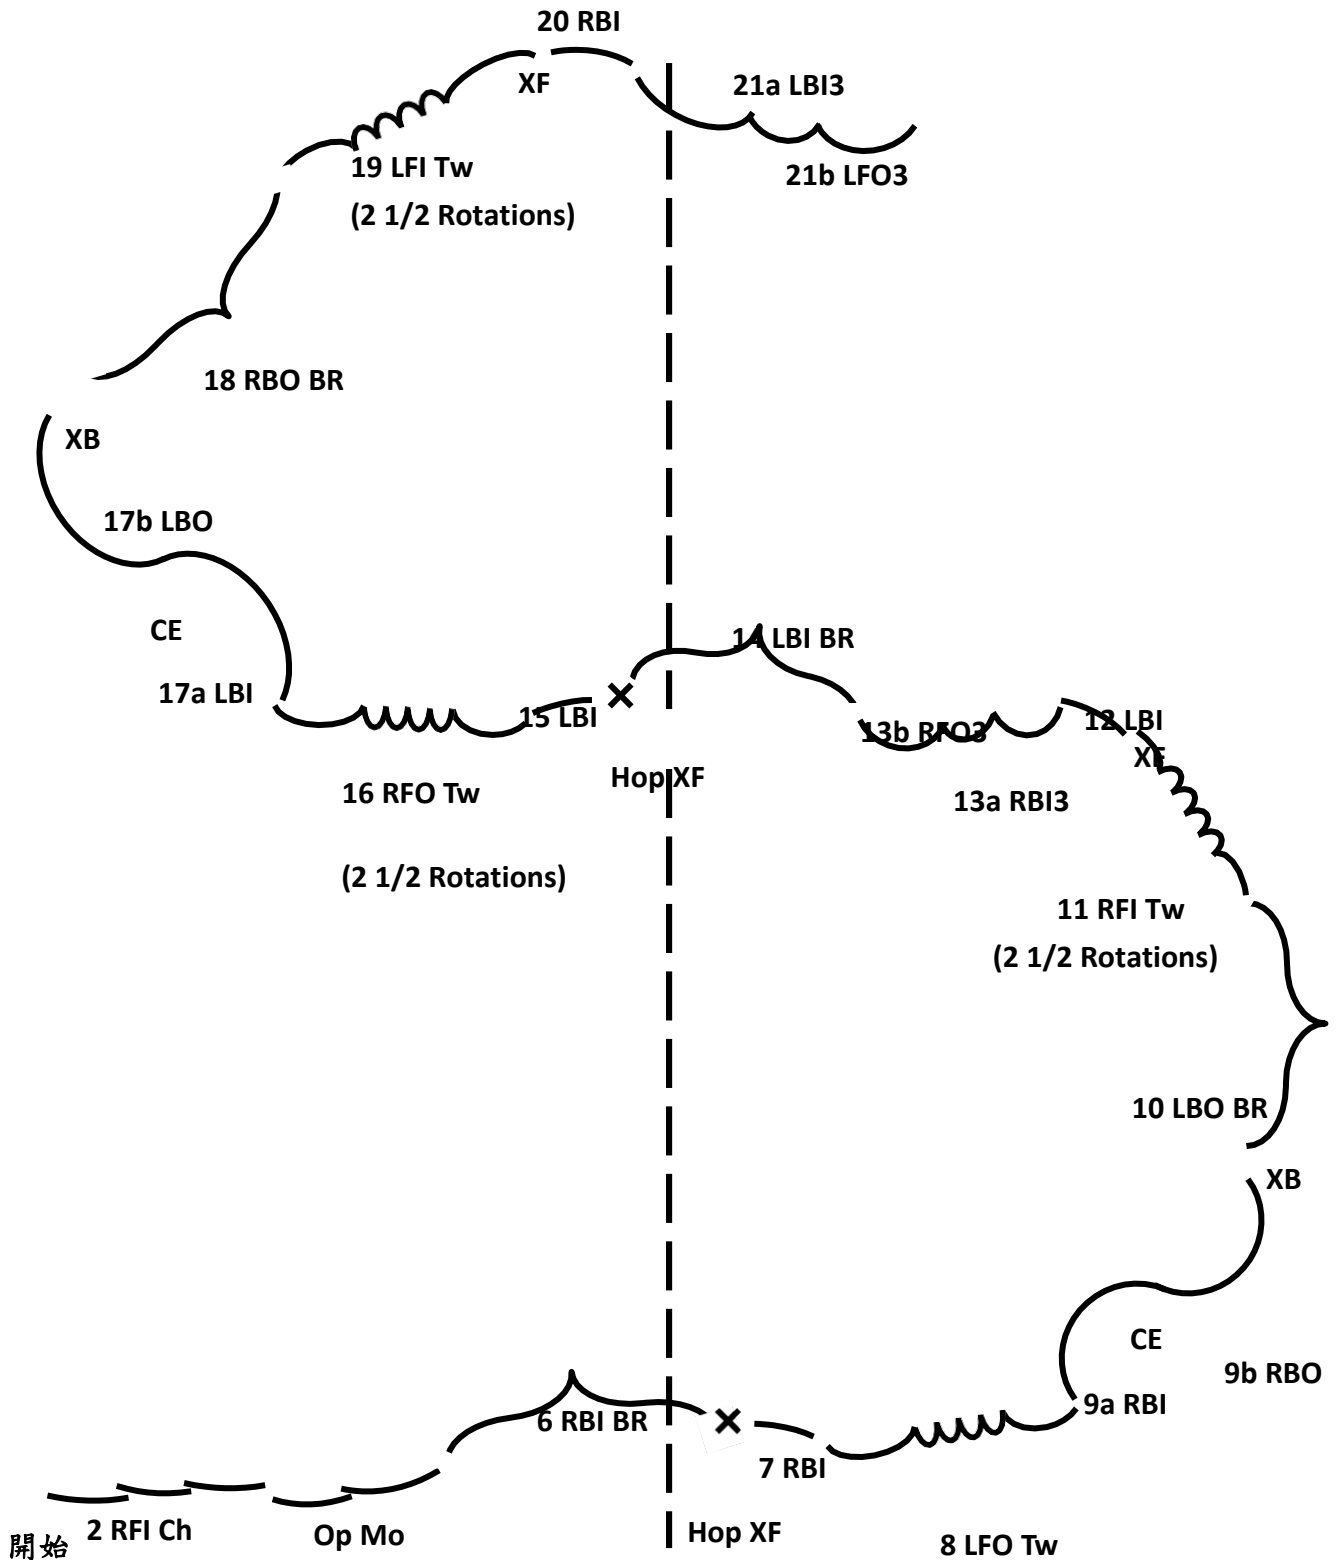 20 RBI
XF
21a LBI3
19 LFI Tw
(2 1/2 Rotations)
21b LFO3
18 RBO BR
XB
17b LBO
CE
17a LBI
14 LBI BR
15 LBI
13b RFO3
12 LBI
XF
Hop XF
16 RFO Tw
(2 1/2 Rotations)
13a RBI3
11 RFI Tw
(2 1/2 Rotations)
10 LBO BR
XB
CE
9b RBO
9a RBI
6 RBI BR
7 RBI
開始
2 RFI Ch
Op Mo
Hop XF
8 LFO Tw